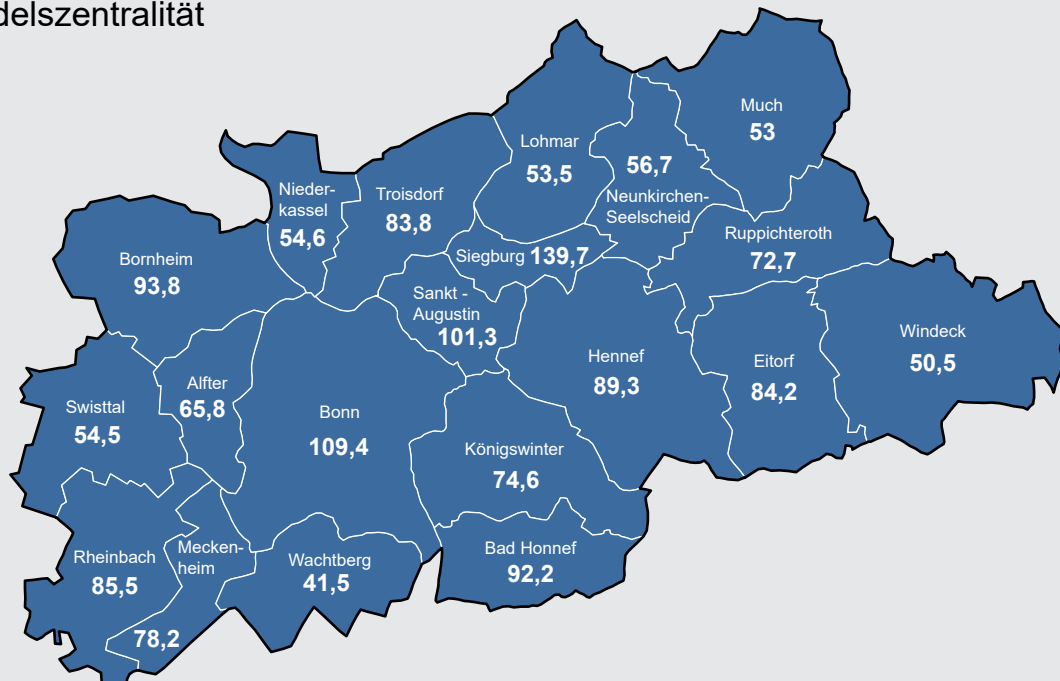 delszentralität
Much
53
Lohmar
53,5
56,7
Neunkirchen-
Seelscheid
Nieder-
kassel
54,6
Troisdorf
83,8
Ruppichteroth
72,7
Siegburg 139,7
Bornheim
93,8
Sankt -
Augustin
101,3
Windeck
50,5
Hennef
89,3
Eitorf
84,2
Alfter
65,8
Swisttal
54,5
Bonn
109,4
Königswinter
74,6
Rheinbach
85,5
Mecken-
heim
78,2
Wachtberg
41,5
Bad Honnef
92,2